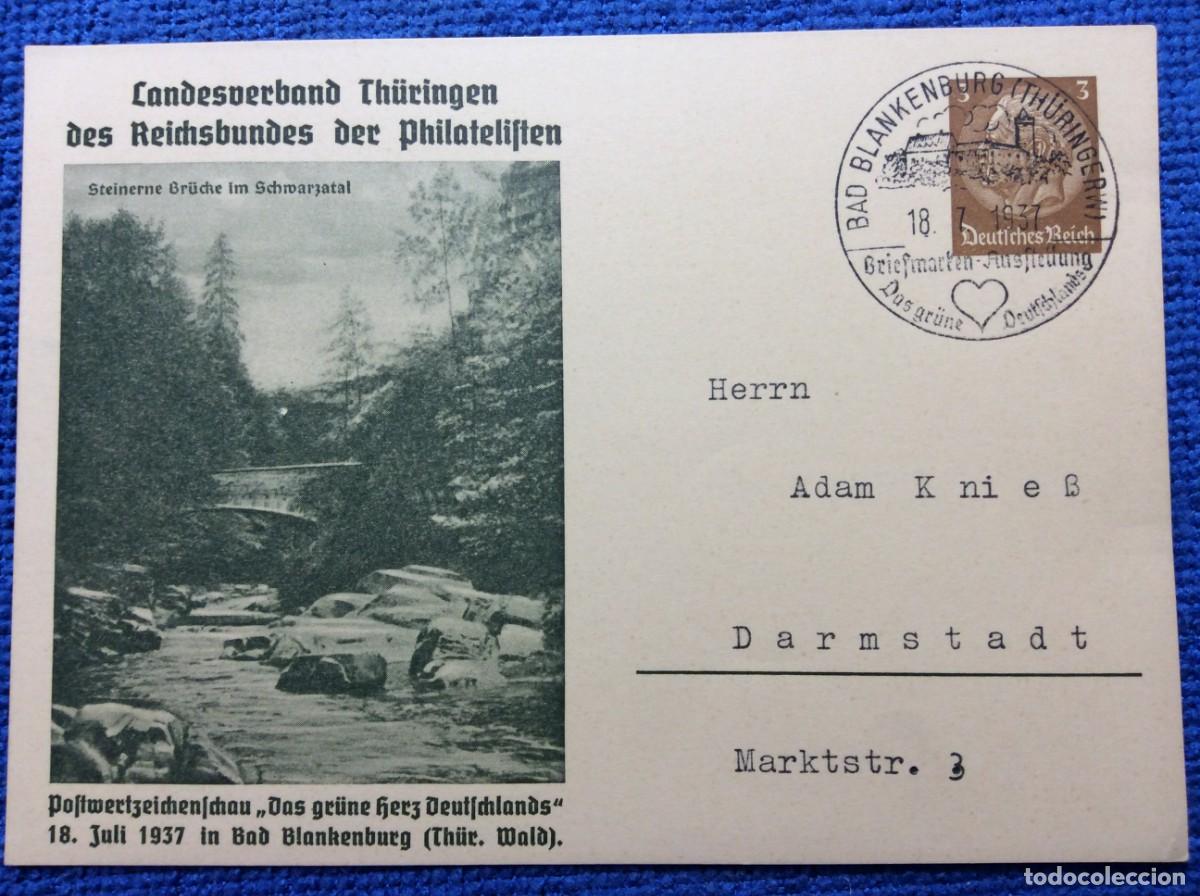 Landesverband Thüringen
des Reichsbundes der Philatelisten
Steinerne Brücke im Schwarzatal
Postwertzeichenschau „Das grüne Herz Deutschlands“
18. Juli 1937 in Bad Blankenburg (Thür. Wald).
3 3
Deutsches Reich
BAD BLANKENBURG (THÜRINGERW)
18. 7. 1937
Briefmarken-Ausstellung
Das grüne Deutschlands
Herrn
Adam Knieß
Darmstadt
Marktstr. 3
todocoleccion